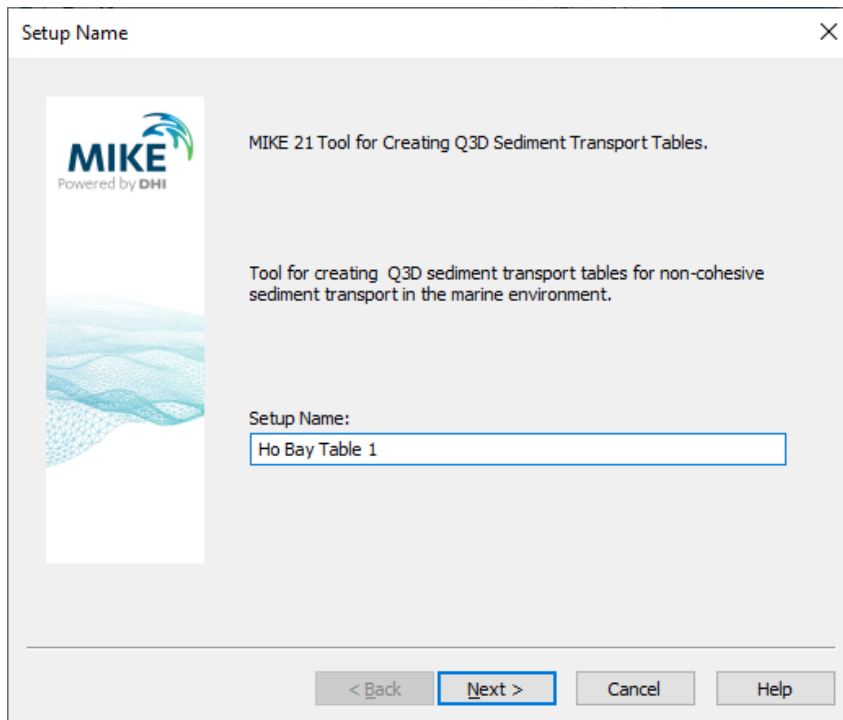 Setup Name
MIKE
Powered by DHI
MIKE 21 Tool for Creating Q3D Sediment Transport Tables.
Tool for creating Q3D sediment transport tables for non-cohesive
sediment transport in the marine environment.
Setup Name:
Ho Bay Table 1
< Back
Next >
Cancel
Help